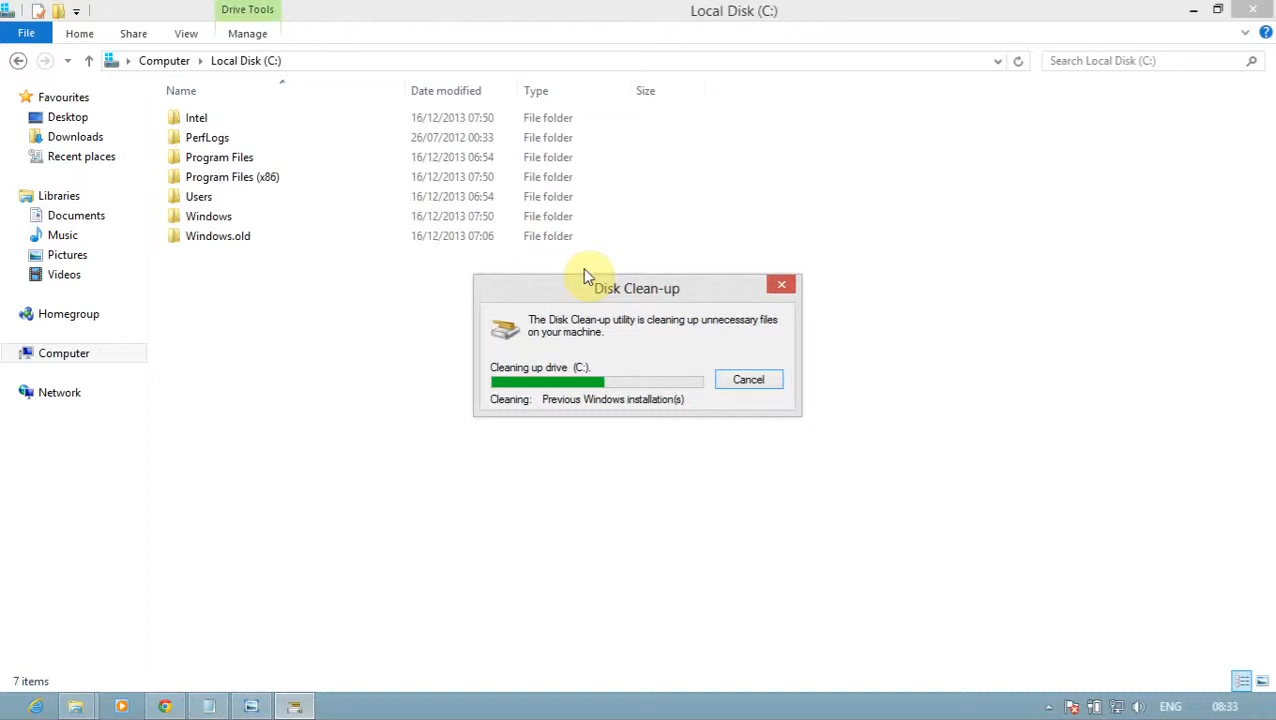 Drive Tools
Local Disk (C:)
File Home Share View Manage
Computer Local Disk (C:)
Search Local Disk (C:)
Name Date modified Type Size
Favourites
Desktop
Downloads
Recent places
Libraries
Documents
Music
Pictures
Videos
Homegroup
Computer
Network
Intel 16/12/2013 07:50 File folder
PerfLogs 26/07/2012 00:33 File folder
Program Files 16/12/2013 06:54 File folder
Program Files (x86) 16/12/2013 07:50 File folder
Users 16/12/2013 06:54 File folder
Windows 16/12/2013 07:50 File folder
Windows.old 16/12/2013 07:06 File folder
Disk Clean-up
The Disk Clean-up utility is cleaning up unnecessary files
on your machine.
Cleaning up drive (C:).
Cancel
Cleaning: Previous Windows installation(s)
7 items
ENG 08:33